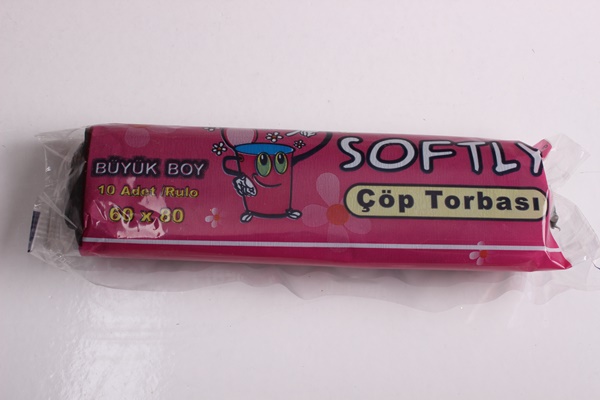 SOFTLY
Çöp Torbası
BÜYÜK BOY
10 Adet /Rulo
60 x 80